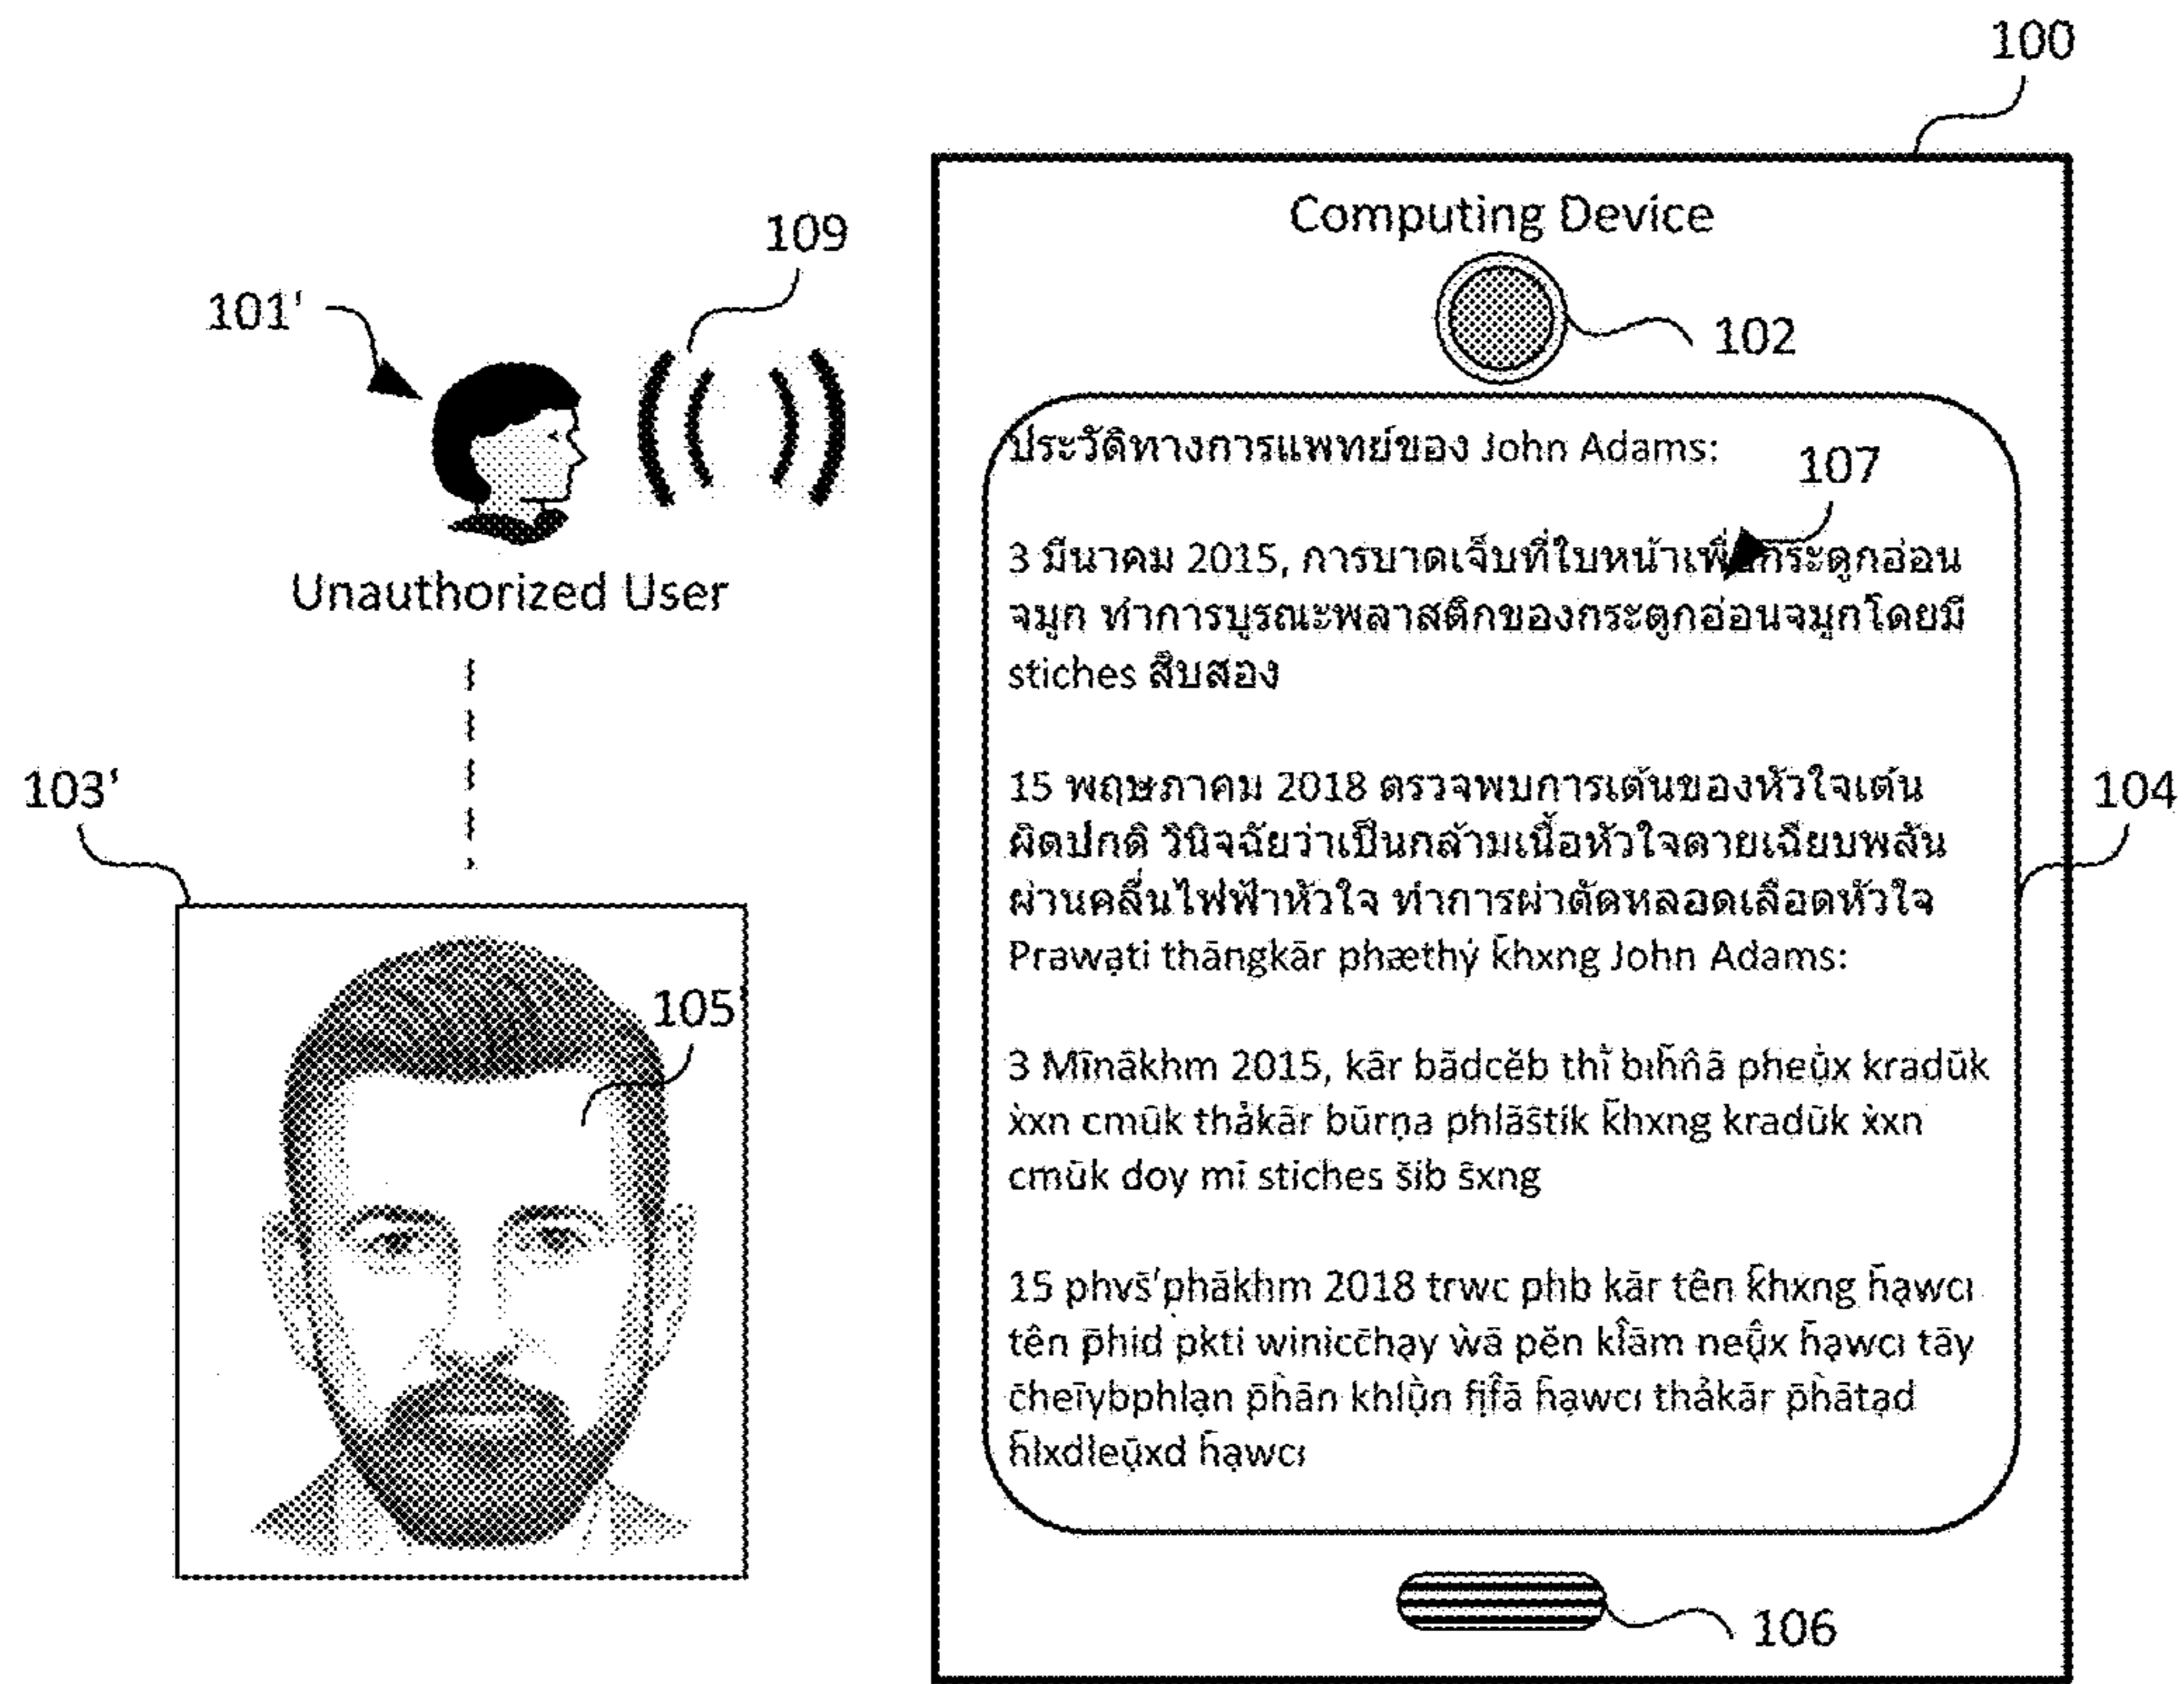 100
Computing Device
109
101'
102
ประวัติทางการแพทย์ของ John Adams:
107
3 มีนาคม 2015, การบาดเจ็บที่ใบหน้าเพื่อกระดูกอ่อน
Unauthorized User
จมูก ทำการบูรณะพลาสติกของกระดูกอ่อนจมูกโดยมี
stiches สิบสอง
103'
15 พฤษภาคม 2018 ตรวจพบการเต้นของหัวใจเต้น
104
ผิดปกติ วินิจฉัยว่าเป็นกล้ามเนื้อหัวใจตายเฉียบพลัน
ผ่านคลื่นไฟฟ้าหัวใจ ทำการผ่าตัดหลอดเลือดหัวใจ
Prawạti thāngkār phæthy̒ k̄hxng John Adams:
105
3 Mīnākhm 2015, kār bādcĕb thī̀ bıh̄n̂ā pheụ̄̀x kradūk
x̀xn cmūk thảkār būrṇa phlās̄tik k̄hxng kradūk x̀xn
cmūk doy mī stiches s̄ib s̄xng
15 phvs̄'phākhm 2018 trwc phb kār tên k̄hxng h̄ạwcı
tên p̄hid pkti winicc̄hạy ẁā pĕn kl̂ām neụ̄̂x h̄ạwcı tāy
c̄heīybphlạn p̄h̀ān khlụ̄̀n fịf̂ā h̄ạwcı thảkār p̄h̀ātạd
h̄lxdleụ̄xd h̄ạwcı
106